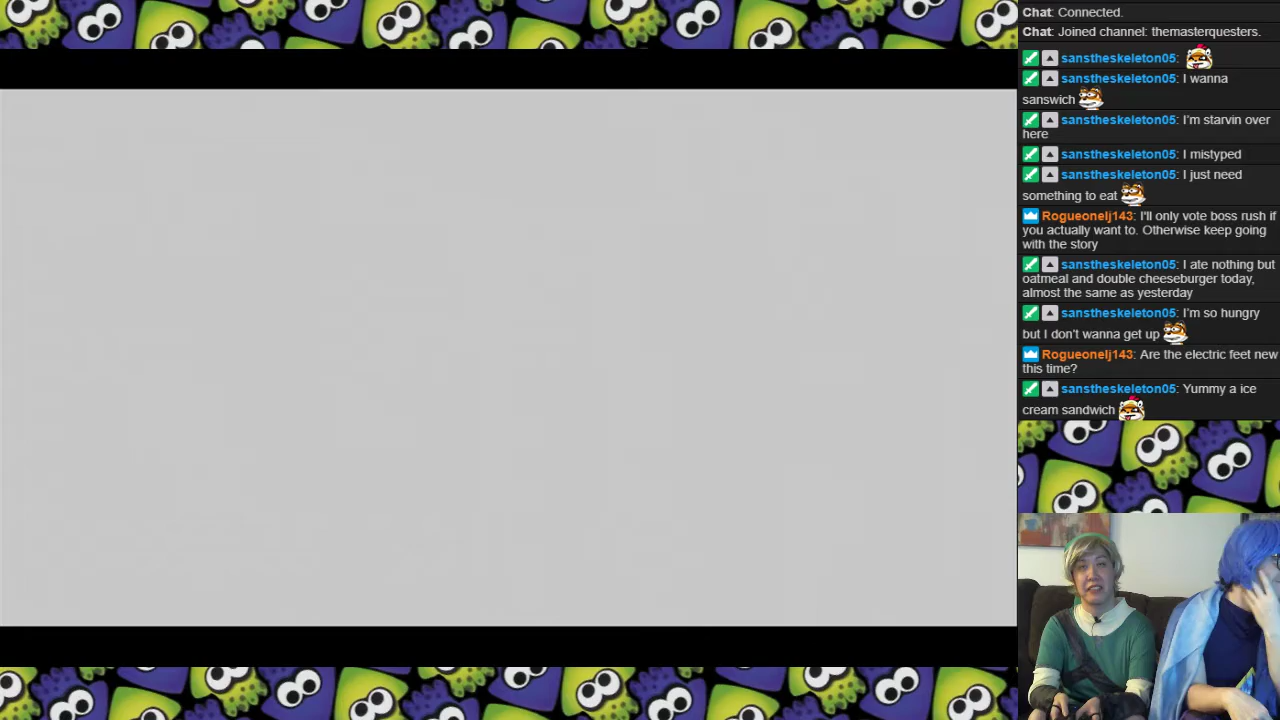 Chat: Connected.
Chat: Joined channel: themasterquesters.
sanstheskeleton05:
sanstheskeleton05: I wanna
sanswich
sanstheskeleton05: I'm starvin over
here
sanstheskeleton05: I mistyped
sanstheskeleton05: I just need
something to eat
Rogueonelj143: I'll only vote boss rush if
you actually want to. Otherwise keep going
with the story
sanstheskeleton05: I ate nothing but
oatmeal and double cheeseburger today,
almost the same as yesterday
sanstheskeleton05: I'm so hungry
but I don't wanna get up
Rogueonelj143: Are the electric feet new
this time?
sanstheskeleton05: Yummy a ice
cream sandwich